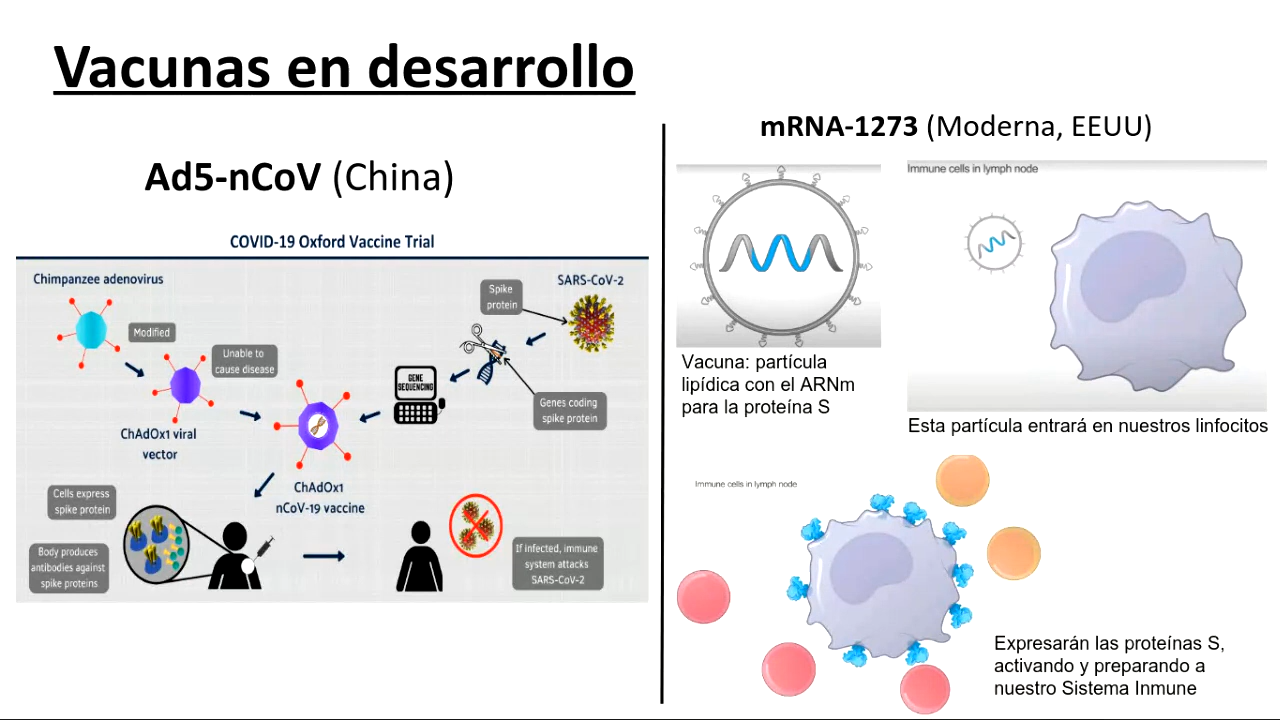 Vacunas en desarrollo
Ad5-nCoV (China)
COVID-19 Oxford Vaccine Trial
Chimpanzee adenovirus
Modified
Unable to
cause disease
ChAdOx1 viral
vector
SARS-CoV-2
Spike
protein
GENE
SEQUENCING
Genes coding
spike protein
ChAdOx1
nCoV-19 vaccine
Cells express
spike protein
Body produces
antibodies against
spike proteins
If infected, immune
system attacks
SARS-CoV-2
mRNA-1273 (Moderna, EEUU)
Vacuna: partícula
lipídica con el ARNm
para la proteína S
Immune cells in lymph node
Esta partícula entrará en nuestros linfocitos
Immune cells in lymph node
Expresarán las proteínas S,
activando y preparando a
nuestro Sistema Inmune